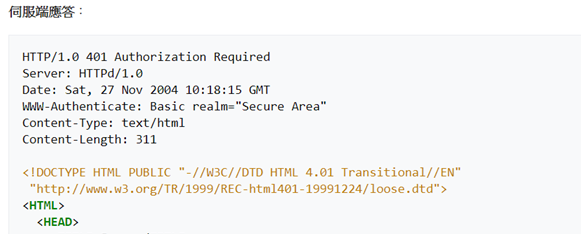 伺服端應答：
HTTP/1.0 401 Authorization Required
Server: HTTPd/1.0
Date: Sat, 27 Nov 2004 10:18:15 GMT
WWW-Authenticate: Basic realm="Secure Area"
Content-Type: text/html
Content-Length: 311
<!DOCTYPE HTML PUBLIC "-//W3C//DTD HTML 4.01 Transitional//EN"
"http://www.w3.org/TR/1999/REC-html401-19991224/loose.dtd">
<HTML>
<HEAD>